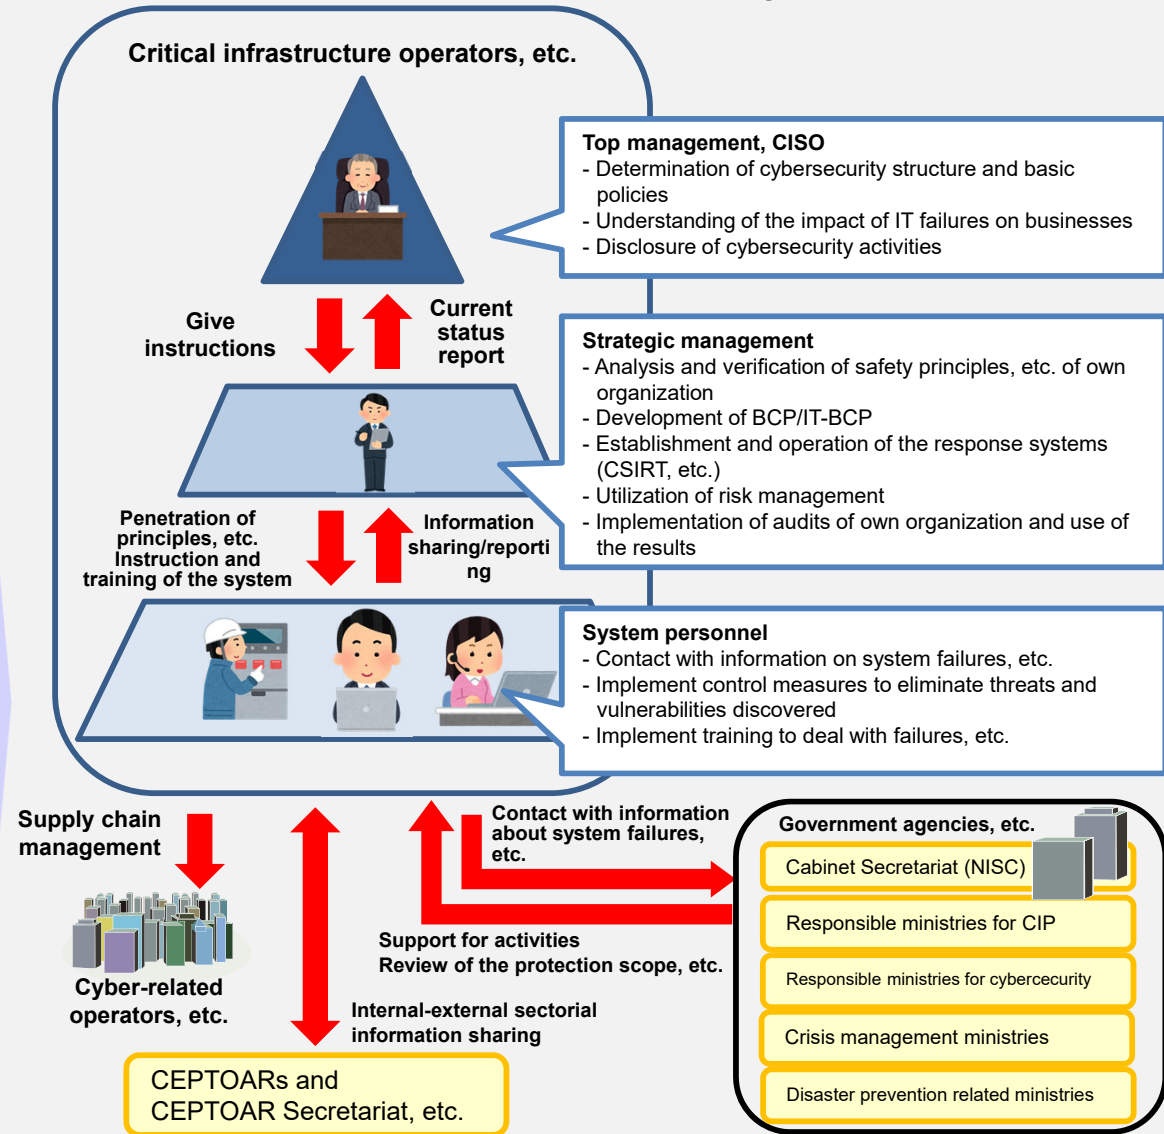 Critical infrastructure operators, etc.
Top management, CISO
- Determination of cybersecurity structure and basic
policies
- Understanding of the impact of IT failures on businesses
- Disclosure of cybersecurity activities
Give
instructions
Current
status
report
Strategic management
- Analysis and verification of safety principles, etc. of own
organization
- Development of BCP/IT-BCP
- Establishment and operation of the response systems
(CSIRT, etc.)
- Utilization of risk management
- Implementation of audits of own organization and use of
the results
Penetration of
principles, etc.
Instruction and
training of the system
Information
sharing/reporti
ng
System personnel
- Contact with information on system failures, etc.
- Implement control measures to eliminate threats and
vulnerabilities discovered
- Implement training to deal with failures, etc.
Supply chain
management
Contact with information
about system failures,
etc.
Government agencies, etc.
Cabinet Secretariat (NISC)
Responsible ministries for CIP
Responsible ministries for cybercecurity
Crisis management ministries
Disaster prevention related ministries
Support for activities
Review of the protection scope, etc.
Cyber-related
operators, etc.
Internal-external sectorial
information sharing
CEPTOARs and
CEPTOAR Secretariat, etc.